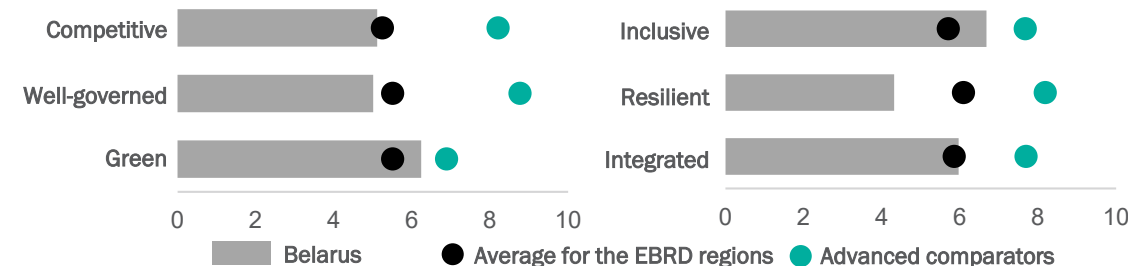 Competitive
Well-governed
Green
0 2 4 6 8 10
Inclusive
Resilient
Integrated
0 2 4 6 8 10
Belarus Average for the EBRD regions Advanced comparators